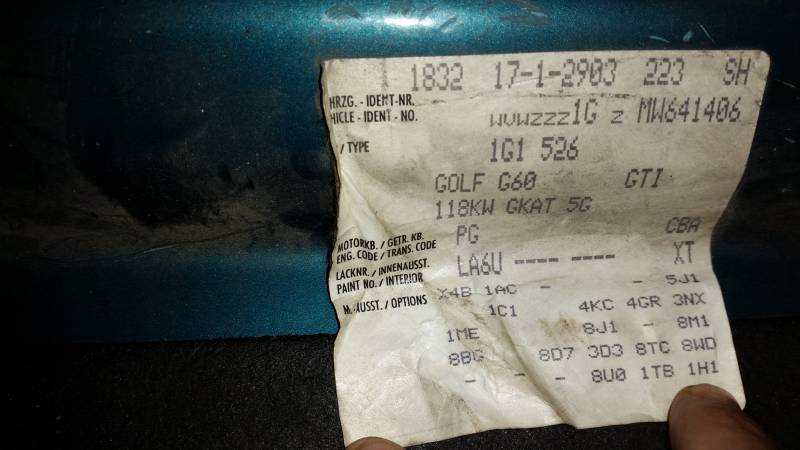 1832 17-1-2903 223 SH
HRZG. - IDENT-NR.
HICLE - IDENT - NO. WVWZZZ1G Z MW641406
/ TYPE 1G1 526
GOLF G60 GTI
118KW GKAT 5G
MOTORKB. / GETR. KB. PG CBA
ENG. CODE / TRANS. CODE
LACKNR. / INNENAUSST. LA6U ---- ---- XT
PAINT NO. / INTERIOR
X4B 1AC - - 5J1
M.-AUSST. / OPTIONS 1C1 4KC 4GR 3NX
1ME 8J1 - 8M1
8BG 8D7 3D3 8TC 8WD
- - - 8U0 1TB 1H1